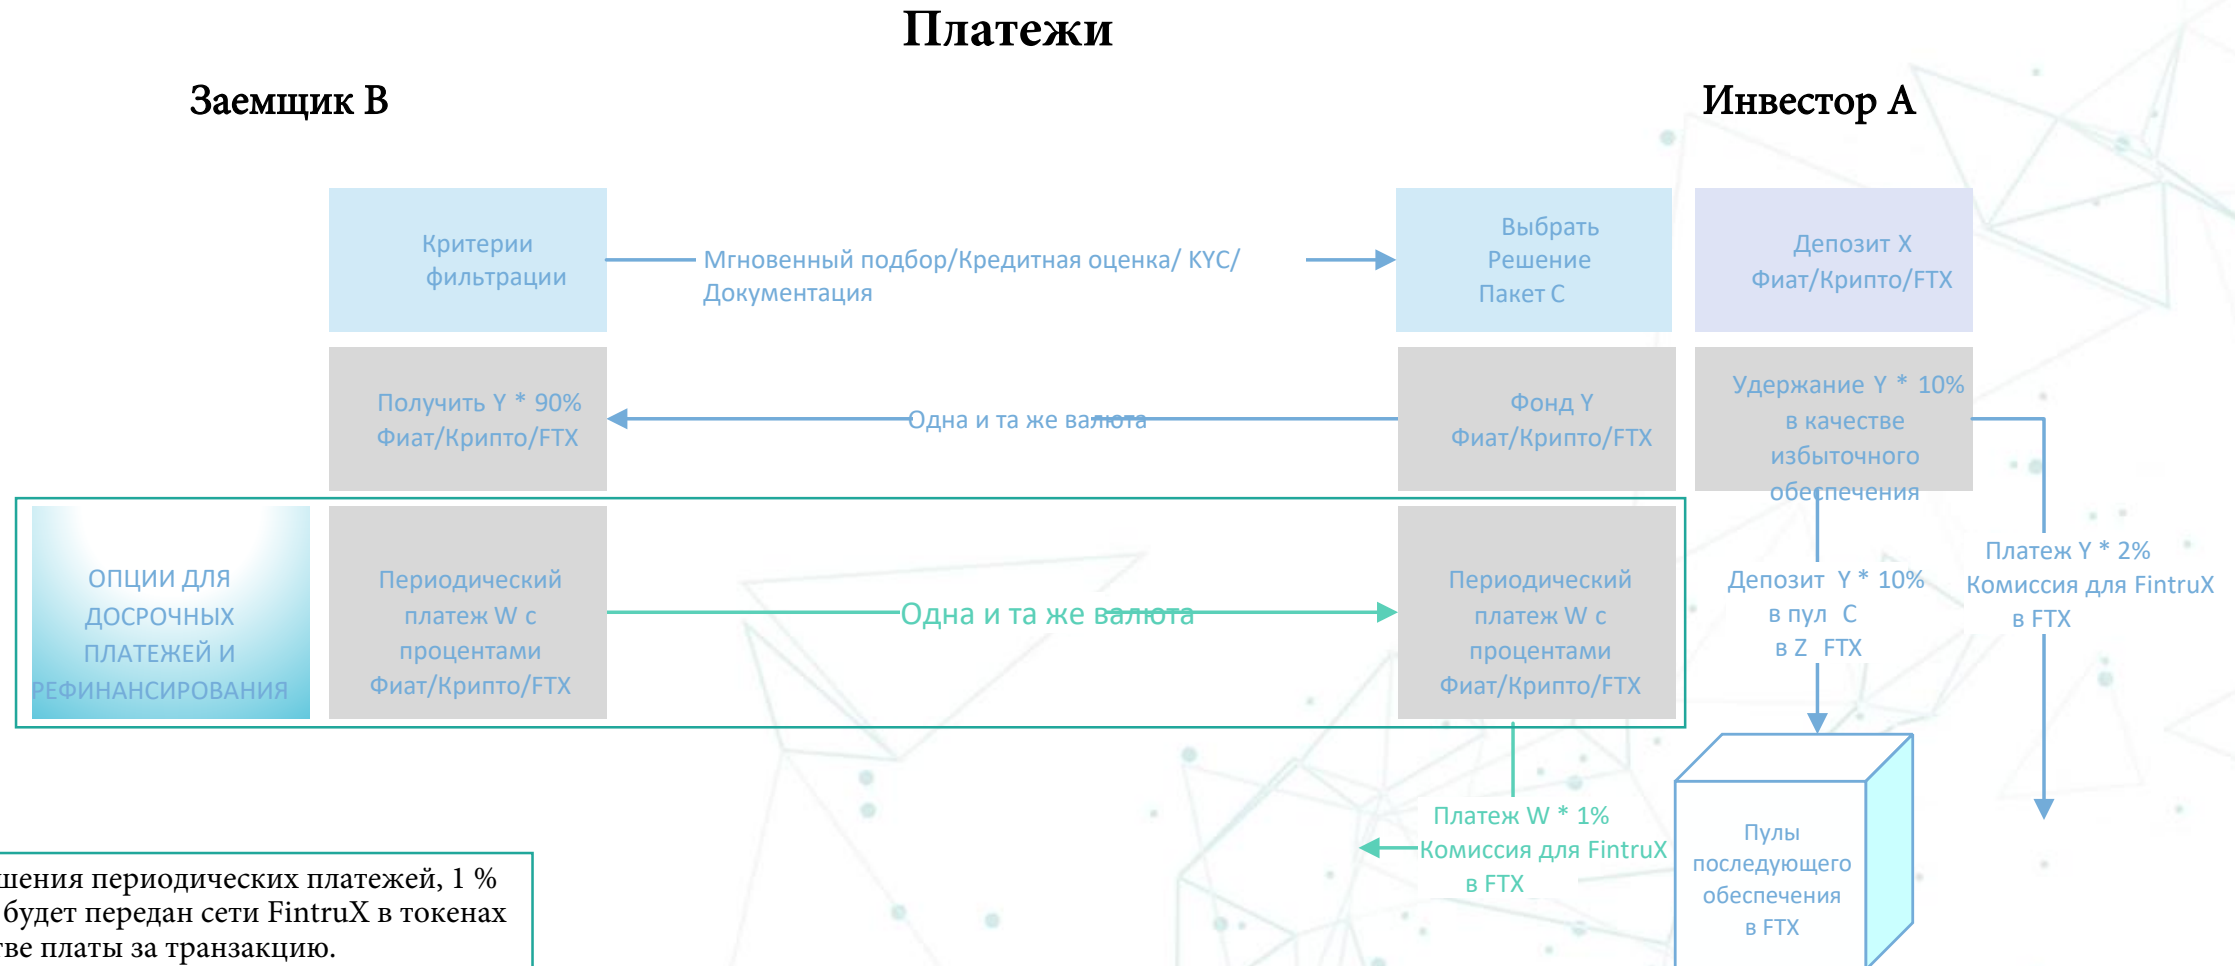 Платежи
Заемщик В
Инвестор А
Критерии
фильтрации
Мгновенный подбор/Кредитная оценка/ KYC/
Документация
Выбрать
Решение
Пакет С
Депозит X
Фиат/Крипто/FTX
Получить Y * 90%
Фиат/Крипто/FTX
Одна и та же валюта
Фонд Y
Фиат/Крипто/FTX
Удержание Y * 10%
в качестве
избыточного
обеспечения
ОПЦИИ ДЛЯ
ДОСРОЧНЫХ
ПЛАТЕЖЕЙ И
РЕФИНАНСИРОВАНИЯ
Периодический
платеж W с
процентами
Фиат/Крипто/FTX
Одна и та же валюта
Периодический
платеж W с
процентами
Фиат/Крипто/FTX
Депозит Y * 10%
в пул С
в Z FTX
Платеж Y * 2%
Комиссия для FintruX
в FTX
Платеж W * 1%
Комиссия для FintruX
в FTX
Пулы
последующего
обеспечения
в FTX
периодических платежей, 1 %
будет передан сети FintruX в токенах
платы за транзакцию.